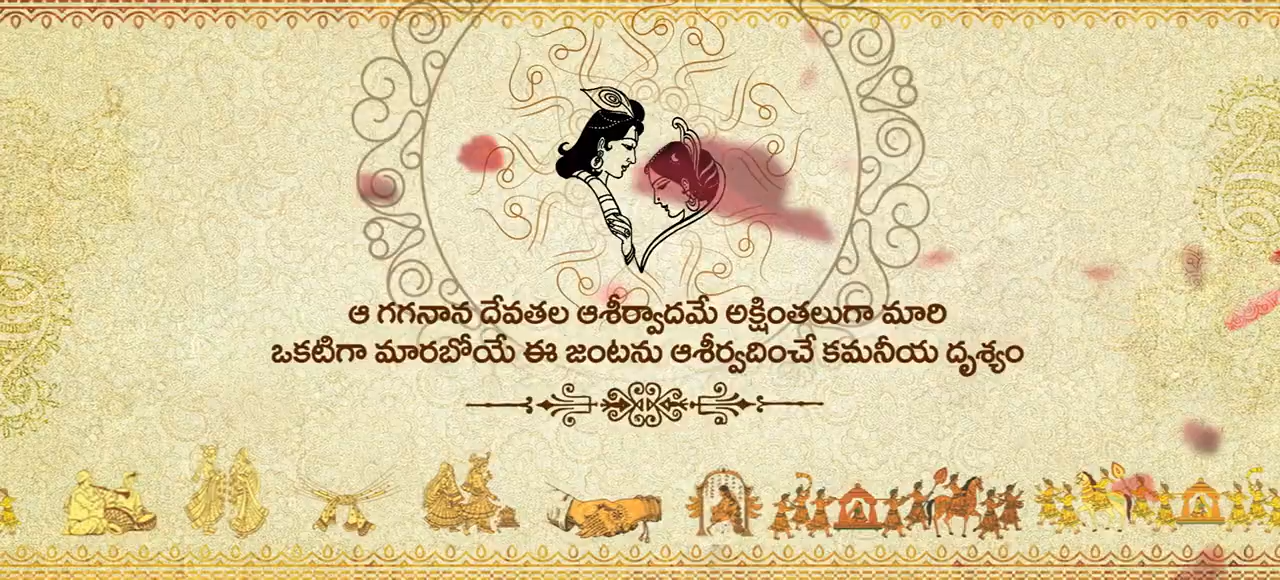 ఆ గగనాన దేవతల ఆశీర్వాదమే అక్షింతలుగా మారి
ఒకటిగా మారబోయే ఈ జంటను ఆశీర్వదించే కమనీయ దృశ్యం